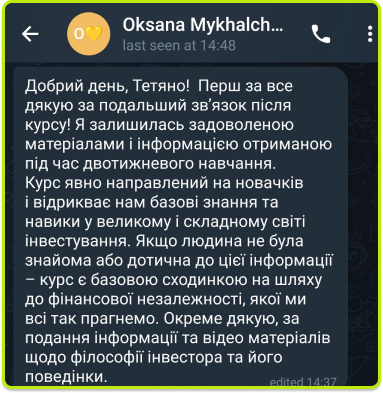 Oksana Mykhalch...
last seen at 14:48
Добрий день, Тетяно! Перш за все
дякую за подальший зв’язок після
курсу! Я залишилась задоволеною
матеріалами і інформацією отриманою
під час двотижневого навчання.
Курс явно направлений на новачків
і відрикває нам базові знання та
навики у великому і складному світі
інвестування. Якщо людина не була
знайома або дотична до цієї інформації
– курс є базовою сходинкою на шляху
до фінансової незалежності, якої ми
всі так прагнемо. Окреме дякую, за
подання інформації та відео матеріалів
щодо філософії інвестора та його
поведінки.
edited 14:37